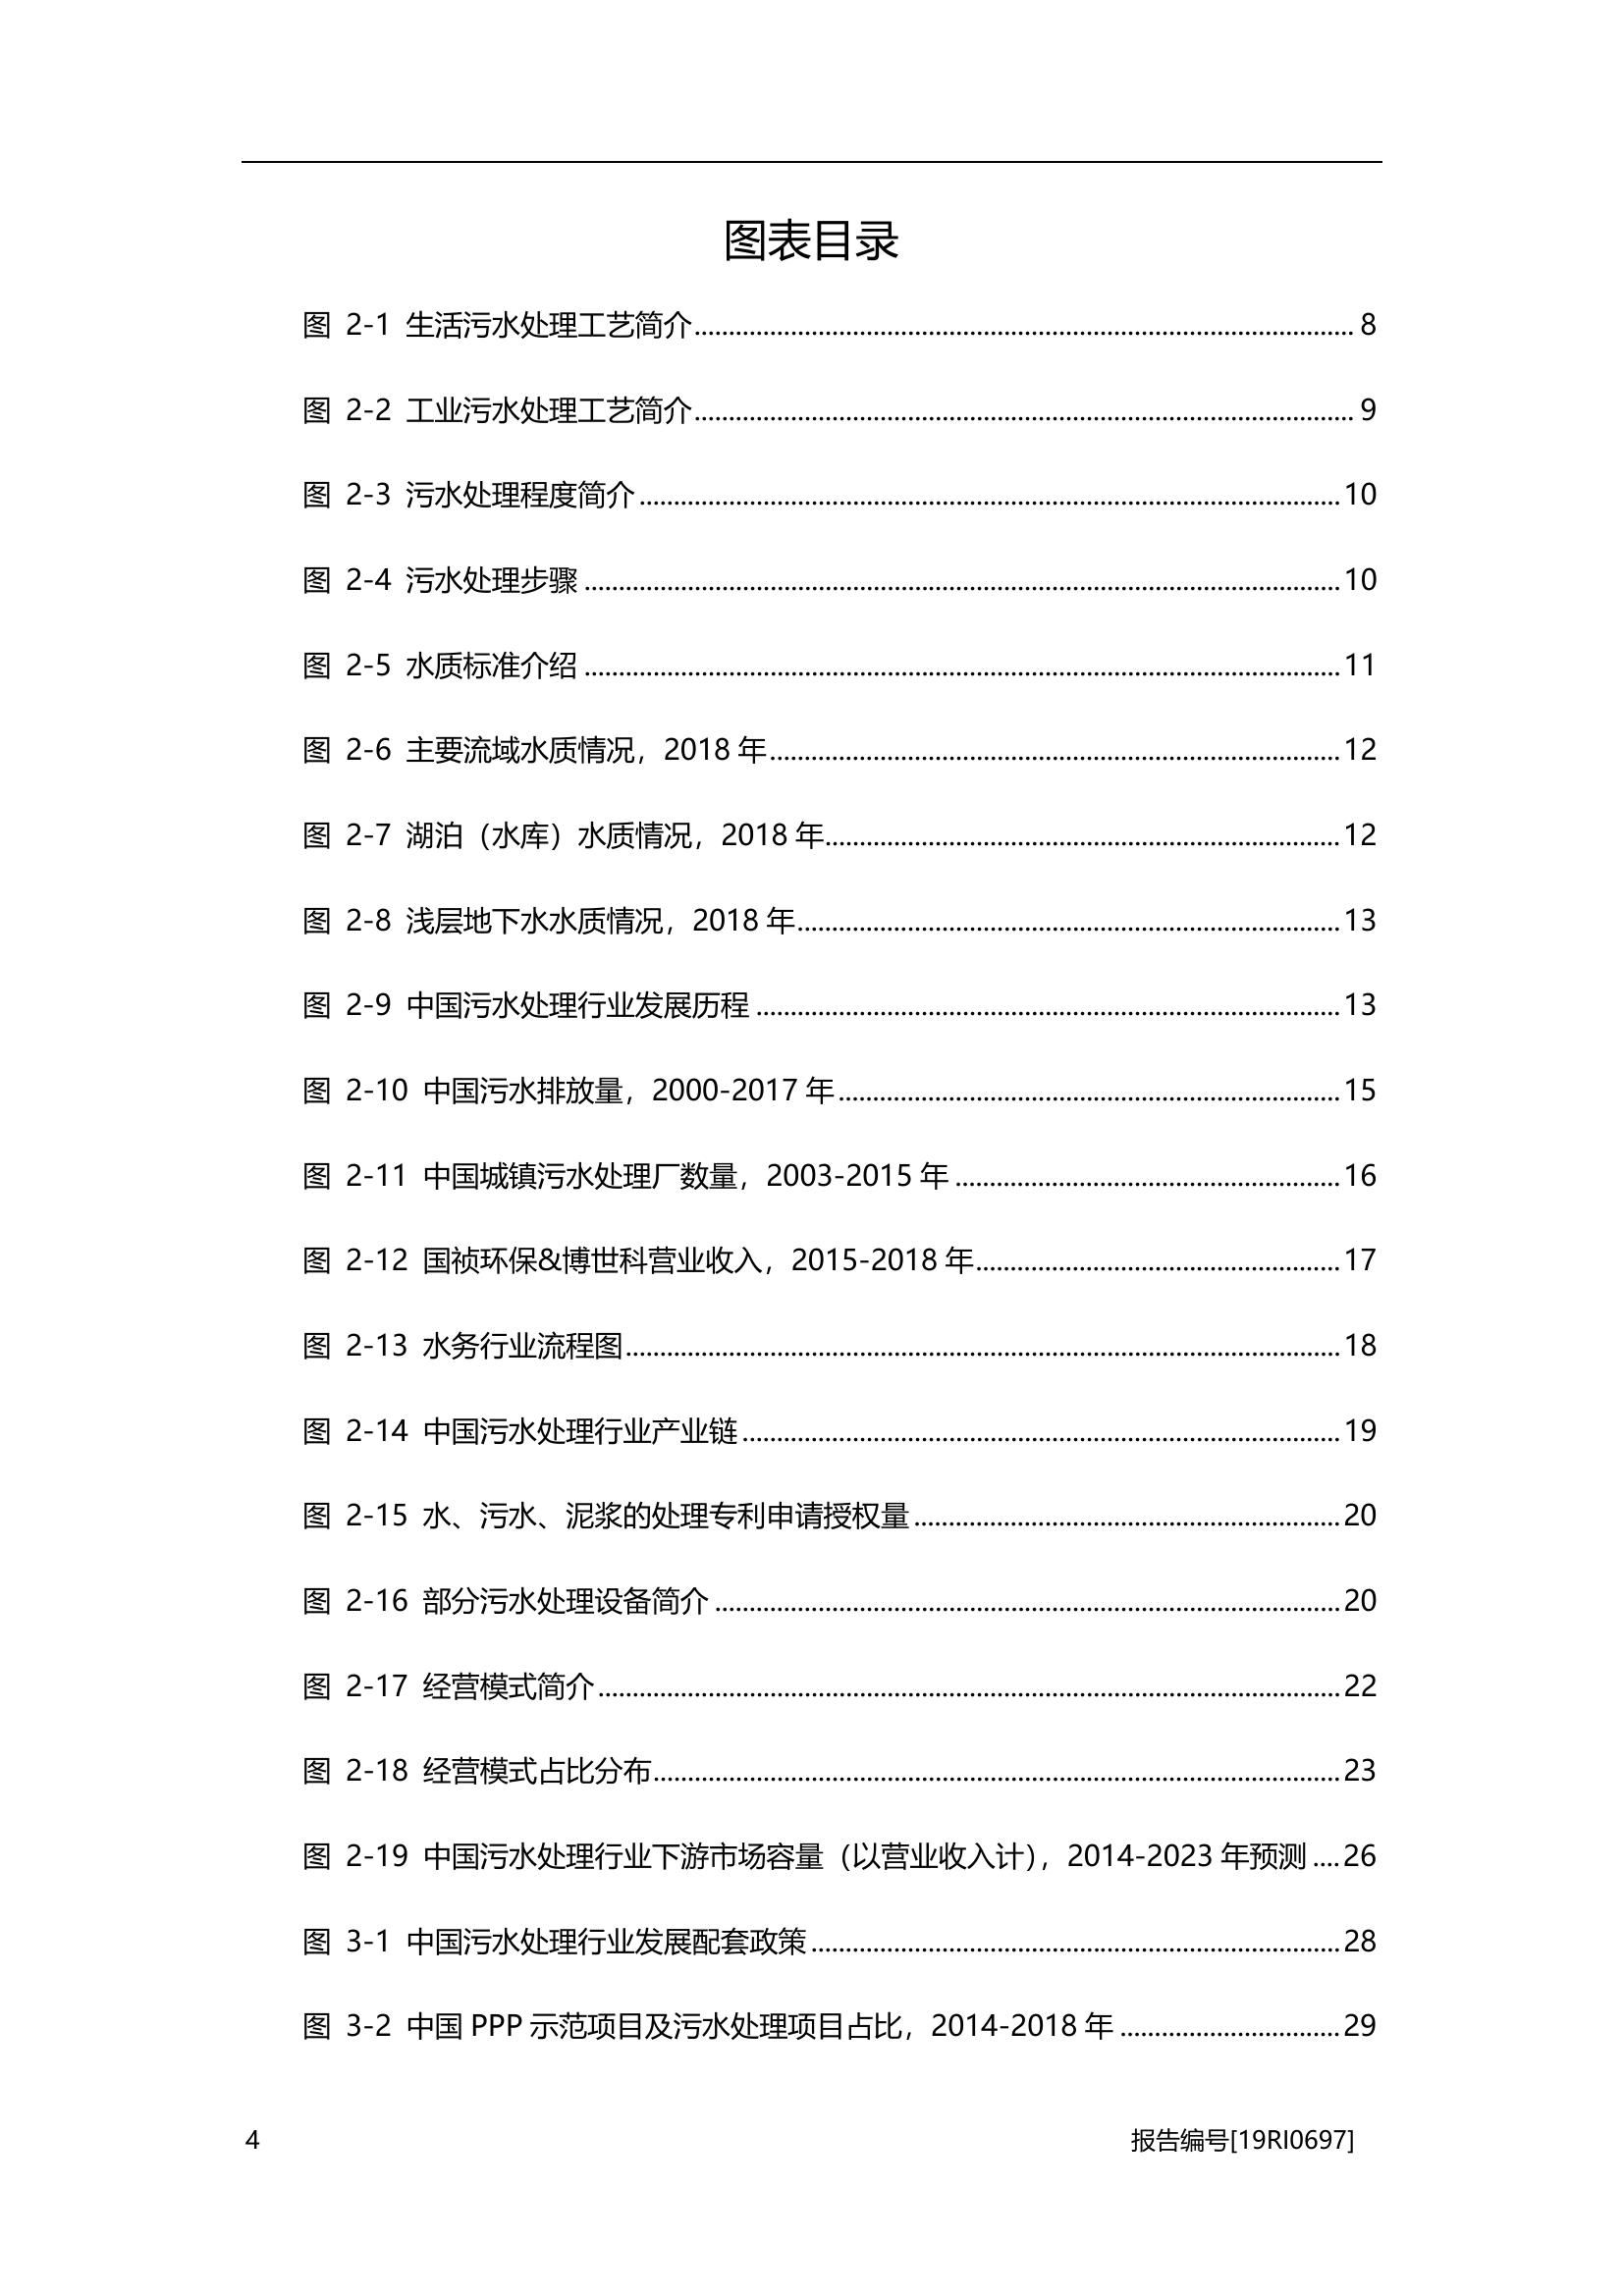 图表目录
图 2-1 生活污水处理工艺简介........................................................................................ 8
图 2-2 工业污水处理工艺简介........................................................................................ 9
图 2-3 污水处理程度简介 ........................................................................................ 10
图 2-4 污水处理步骤 ........................................................................................ 10
图 2-5 水质标准介绍 ........................................................................................ 11
图 2-6 主要流域水质情况，2018 年........................................................................ 12
图 2-7 湖泊（水库）水质情况，2018 年................................................................ 12
图 2-8 浅层地下水水质情况，2018 年.................................................................... 13
图 2-9 中国污水处理行业发展历程 ........................................................................ 13
图 2-10 中国污水排放量，2000-2017 年................................................................ 15
图 2-11 中国城镇污水处理厂数量，2003-2015 年 .................................................... 16
图 2-12 国祯环保&博世科营业收入，2015-2018 年.................................................... 17
图 2-13 水务行业流程图........................................................................................ 18
图 2-14 中国污水处理行业产业链 ............................................................................ 19
图 2-15 水、污水、泥浆的处理专利申请授权量 ........................................................ 20
图 2-16 部分污水处理设备简介 ................................................................................ 20
图 2-17 经营模式简介 ........................................................................................ 22
图 2-18 经营模式占比分布........................................................................................ 23
图 2-19 中国污水处理行业下游市场容量（以营业收入计），2014-2023 年预测 ....26
图 3-1 中国污水处理行业发展配套政策 .................................................................... 28
图 3-2 中国 PPP 示范项目及污水处理项目占比，2014-2018 年 ................................29
4 报告编号[19RI0697]